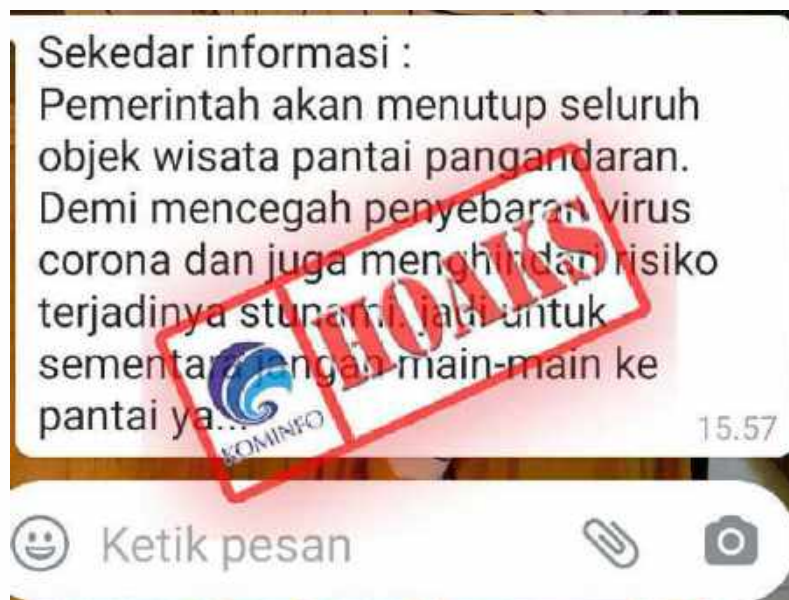 Sekedar informasi :
Pemerintah akan menutup seluruh
objek wisata pantai pangandaran.
Demi mencegah penyebaran virus
corona dan juga menghindari risiko
terjadinya stunami. jadi untuk
sementara jangan main-main ke
pantai ya...
15.57
KOMINFO
HOAKS
Ketik pesan